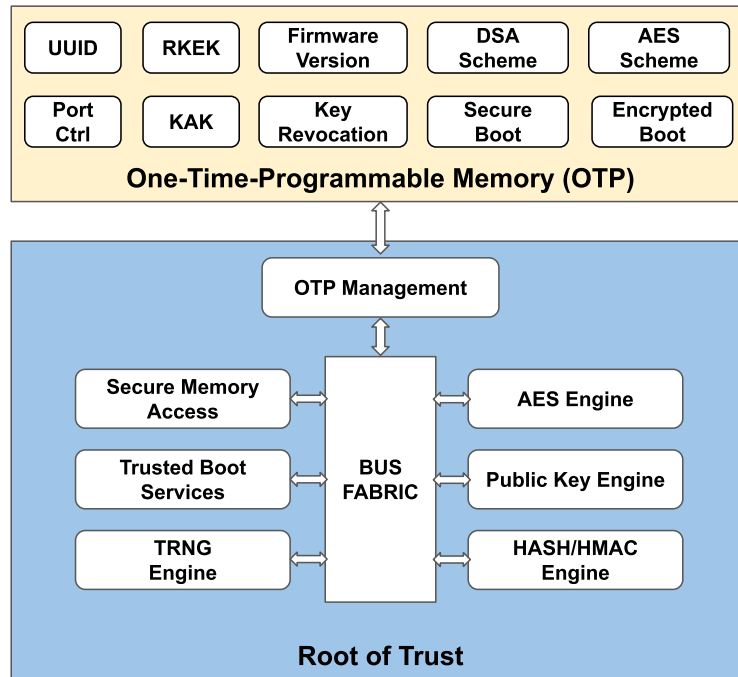 UUID
RKEK
Firmware
Version
DSA
Scheme
AES
Scheme
Port
Ctrl
KAK
Key
Revocation
Secure
Boot
Encrypted
Boot
One-Time-Programmable Memory (OTP)
OTP Management
Secure Memory
Access
Trusted Boot
Services
TRNG
Engine
BUS
FABRIC
AES Engine
Public Key Engine
HASH/HMAC
Engine
Root of Trust